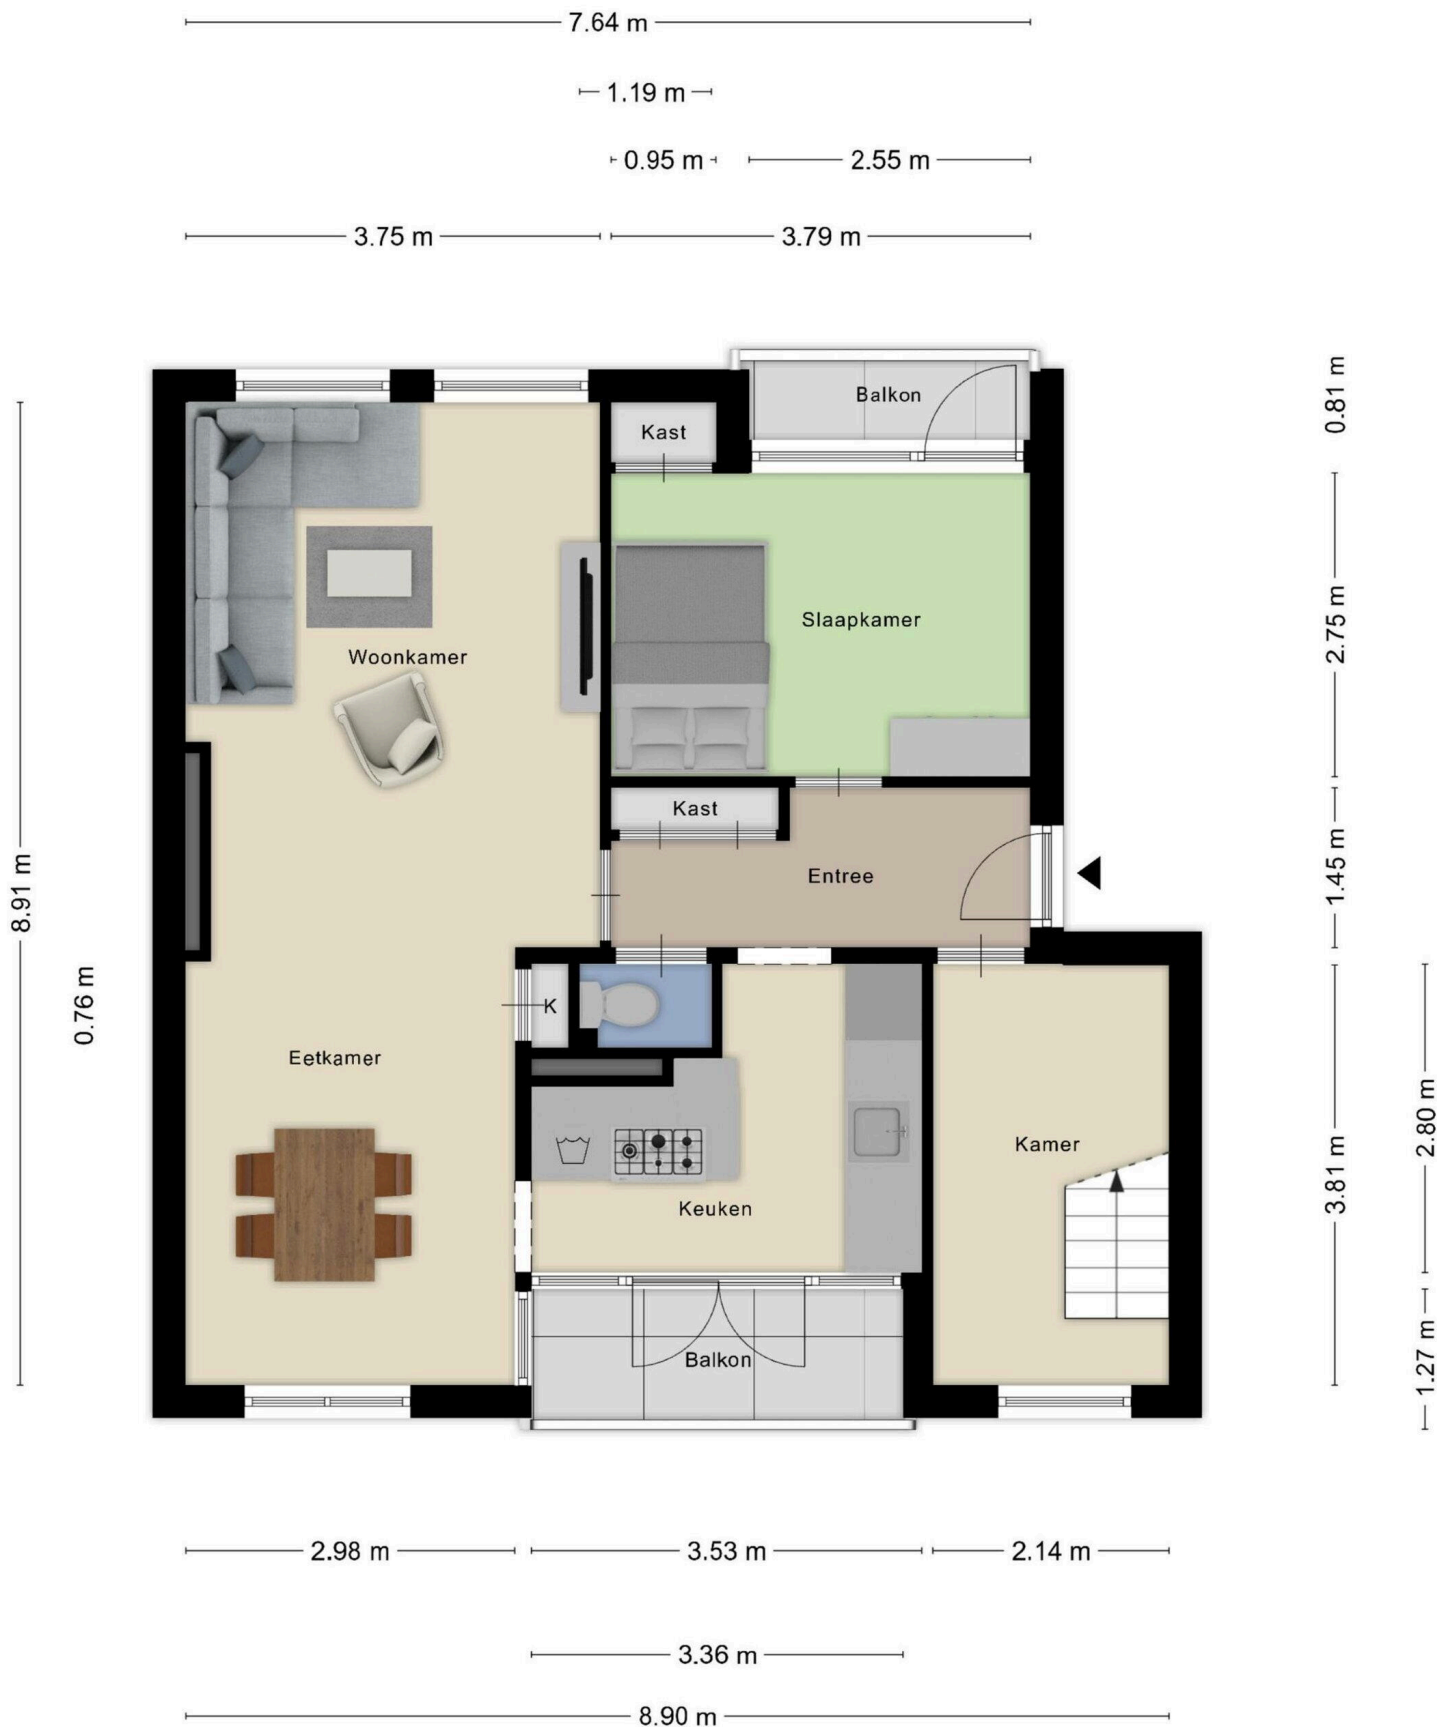 7.64 m
1.19 m
0.95 m
2.55 m
3.75 m
3.79 m
0.81 m
Balkon
Kast
Slaapkamer
2.75 m
Woonkamer
Kast
Entree
1.45 m
8.91 m
0.76 m
K
Eetkamer
Kamer
2.80 m
3.81 m
Keuken
Balkon
1.27 m
2.98 m
3.53 m
2.14 m
3.36 m
8.90 m